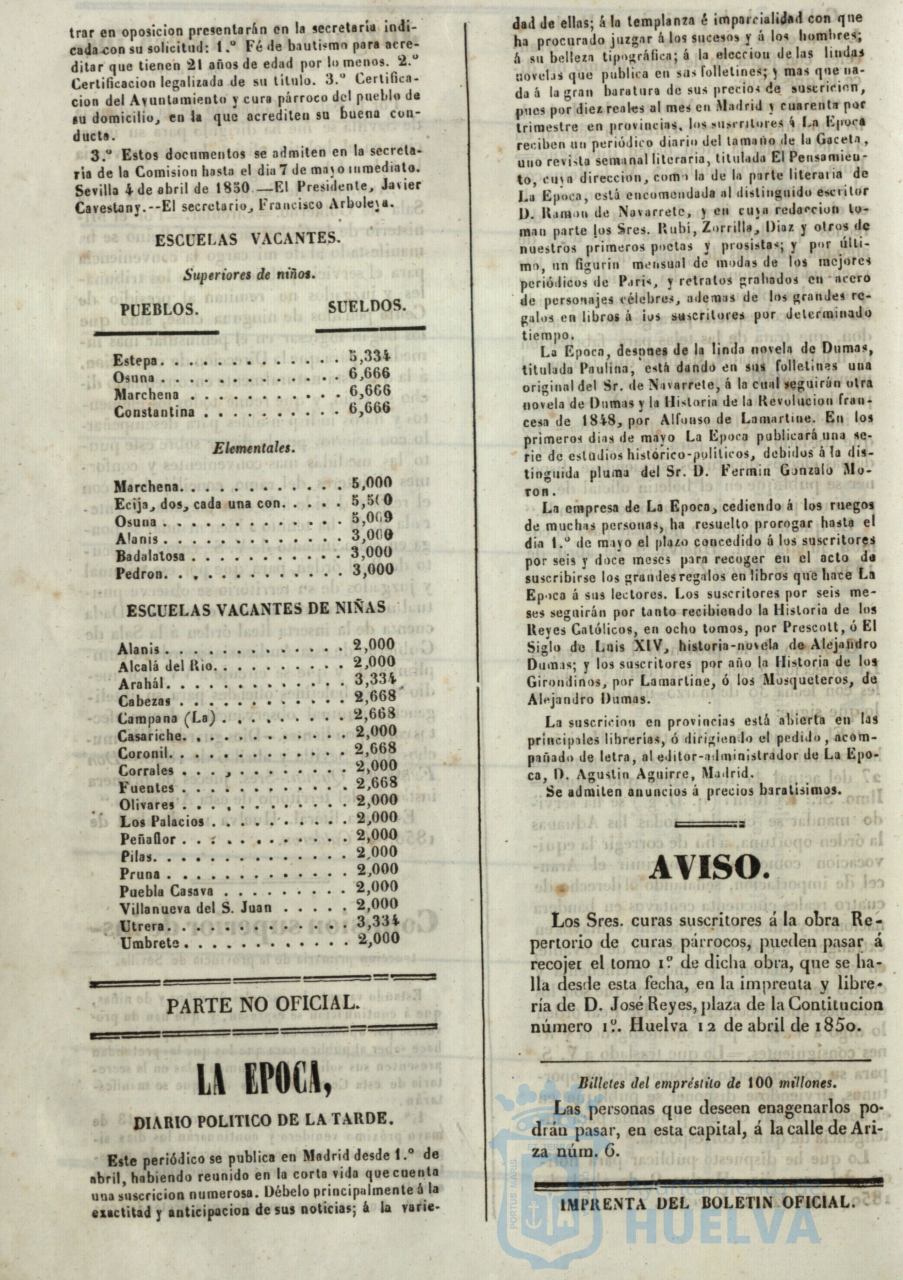 trar en oposicion presentarán en la secretaria indi-
cada con su solicitud: 1.º Fé de bautismo para acre-
ditar que tienen 21 años de edad por lo menos. 2.º
Certificacion legalizada de su titulo. 3.º Certifica-
cion del Ayuntamiento y cura párroco del pueblo de
su domicilio, en la que acrediten su buena con-
ducta.
3.º Estos documentos se admiten en la secreta-
ria de la Comision hasta el dia 7 de mayo inmediato.
Sevilla 4 de abril de 1850.—El Presidente, Javier
Cavestany.--El secretario, Francisco Arboleya.
ESCUELAS VACANTES.
Superiores de niños.
PUEBLOS. SUELDOS.
Estepa. . . . . . . . . . . . . 5,334
Osuna . . . . . . . . . . . . . 6,666
Marchena . . . . . . . . . . . 6,666
Constantina . . . . . . . . . . 6,666
Elementales.
Marchena. . . . . . . . . . . . 5,000
Ecija, dos, cada una con. . . . . 5,500
Osuna . . . . . . . . . . . . . 5,009
Alanis . . . . . . . . . . . . . 3,000
Badalatosa . . . . . . . . . . . 3,000
Pedron. . . . . . . . . . . . . 3,000
ESCUELAS VACANTES DE NIÑAS
Alanis . . . . . . . . . . . . . 2,000
Alcalá del Rio. . . . . . . . . . 2,000
Arahál. . . . . . . . . . . . . 3,334
Cabezas . . . . . . . . . . . . 2,668
Campana (La) . . . . . . . . . 2,668
Casariche. . . . . . . . . . . . 2,000
Coronil. . . . . . . . . . . . . 2,668
Corrales . . . . . . . . . . . . 2,000
Fuentes . . . . . . . . . . . . 2,668
Olivares . . . . . . . . . . . . 2,000
Los Palacios . . . . . . . . . . 2,000
Peñaflor . . . . . . . . . . . . 2,000
Pilas. . . . . . . . . . . . . . 2,000
Pruna . . . . . . . . . . . . . 2,000
Puebla Casava . . . . . . . . . 2,000
Villanueva del S. Juan . . . . . 2,000
Utrera. . . . . . . . . . . . . 3,334
Umbrete . . . . . . . . . . . . 2,000
PARTE NO OFICIAL.
LA EPOCA,
DIARIO POLITICO DE LA TARDE.
Este periódico se publica en Madrid desde 1.º de
abril, habiendo reunido en la corta vida que cuenta
una suscricion numerosa. Débelo principalmente á la
exactitad y anticipacion de sus noticias; á la varie-
dad de ellas; á la templanza é imparcialidad con que
ha procurado juzgar á los sucesos y á los hombres;
á su belleza tipográfica; á la eleccion de las lindas
novelas que publica en sus folletines; y mas que na-
da á la gran baratura de sus precios de suscricion,
pues por diez reales al mes en Madrid y cuarenta por
trimestre en provincias, los suscritores á La Epoca
reciben un periódico diario del tamaño de la Gaceta,
uno revista semanal literaria, titulada El Pensamien-
to, cuya direccion, como la de la parte literaria de
La Epoca, está encomendada al distinguido escritor
D. Ramon de Navarrete, y en cuya redaccion to-
man parte los Sres. Rubi, Zorrilla, Diaz y otros de
nuestros primeros poetas y prosistas; y por últi-
mo, un figurin mensual de modas de los mejores
periódicos de Paris, y retratos grabados en acero
de personajes célebres, ademas de los grandes re-
galos en libros á los suscritores por determinado
tiempo.
La Epoca, despues de la linda novela de Dumas,
titulada Paulina, está dando en sus folletines una
original del Sr. de Navarrete, á la cual seguirán otra
novela de Dumas y la Historia de la Revolucion fran-
cesa de 1848, por Alfonso de Lamartine. En los
primeros dias de mayo La Epoca publicará una se-
rie de estudios histórico-politicos, debidos á la dis-
tinguida pluma del Sr. D. Fermin Gonzalo Mo-
ron.
La empresa de La Epoca, cediendo á los ruegos
de muchas personas, ha resuelto prorogar hasta el
dia 1.º de mayo el plazo concedido á los suscritores
por seis y doce meses para recoger en el acto de
suscribirse los grandes regalos en libros que hace La
Epoca á sus lectores. Los suscritores por seis me-
ses seguirán por tanto recibiendo la Historia de los
Reyes Católicos, en ocho tomos, por Prescott, ó El
Siglo de Luis XIV, historia-novela de Alejandro
Dumas; y los suscritores por año la Historia de los
Girondinos, por Lamartine, ó los Mosqueteros, de
Alejandro Dumas.
La suscricion en provincias está abierta en las
principales librerias, ó dirigiendo el pedido, acom-
pañado de letra, al editor-administrador de La Epo-
ca, D. Agustin Aguirre, Madrid.
Se admiten anuncios á precios baratisimos.
AVISO.
Los Sres. curas suscritores á la obra Re-
pertorio de curas párrocos, pueden pasar á
recojer el tomo 1.º de dicha obra, que se ha-
lla desde esta fecha, en la imprenta y libre-
ría de D. José Reyes, plaza de la Contitucion
número 1.º. Huelva 12 de abril de 1850.
Billetes del empréstito de 100 millones.
Las personas que deseen enagenarlos po-
drán pasar, en esta capital, á la calle de Ari-
za núm. 6.
IMPRENTA DEL BOLETIN OFICIAL.
HUELVA